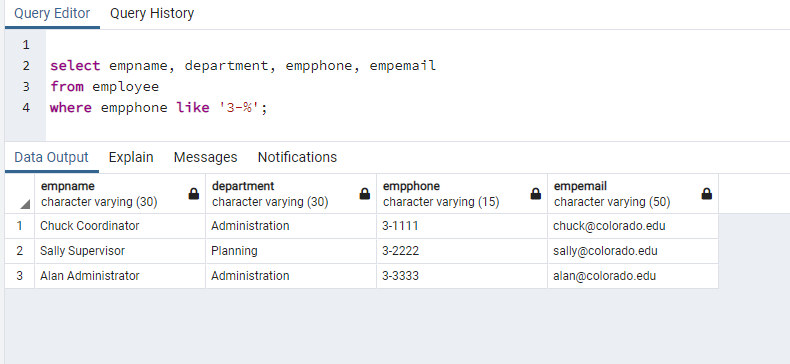 Query Editor Query History
1
2 select empname, department, empphone, empemail
3 from employee
4 where empphone like '3-%';
Data Output Explain Messages Notifications
empname department empphone empemail
character varying (30) character varying (30) character varying (15) character varying (50)
1 Chuck Coordinator Administration 3-1111 chuck@colorado.edu
2 Sally Supervisor Planning 3-2222 sally@colorado.edu
3 Alan Administrator Administration 3-3333 alan@colorado.edu